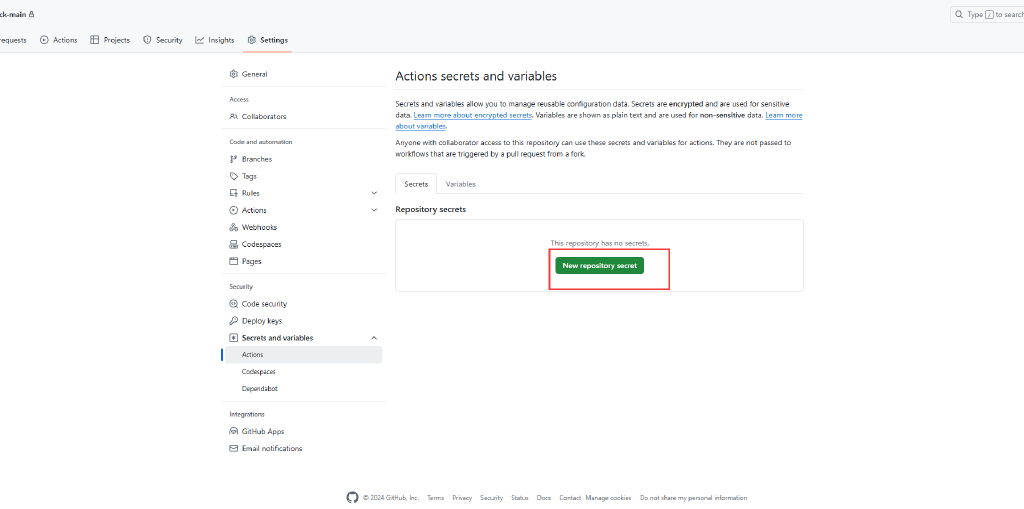 ck-main
Type / to search
requests Actions Projects Security Insights Settings
General
Access
Collaborators
Code and automation
Branches
Tags
Rules
Actions
Webhooks
Codespaces
Pages
Security
Code security
Deploy keys
Secrets and variables
Actions
Codespaces
Dependabot
Integrations
GitHub Apps
Email notifications
Actions secrets and variables
Secrets and variables allow you to manage reusable configuration data. Secrets are encrypted and are used for sensitive
data. Learn more about encrypted secrets. Variables are shown as plain text and are used for non-sensitive data. Learn more
about variables.
Anyone with collaborator access to this repository can use these secrets and variables for actions. They are not passed to
workflows that are triggered by a pull request from a fork.
Secrets Variables
Repository secrets
This repository has no secrets.
New repository secret
© 2024 GitHub, Inc. Terms Privacy Security Status Docs Contact Manage cookies Do not share my personal information